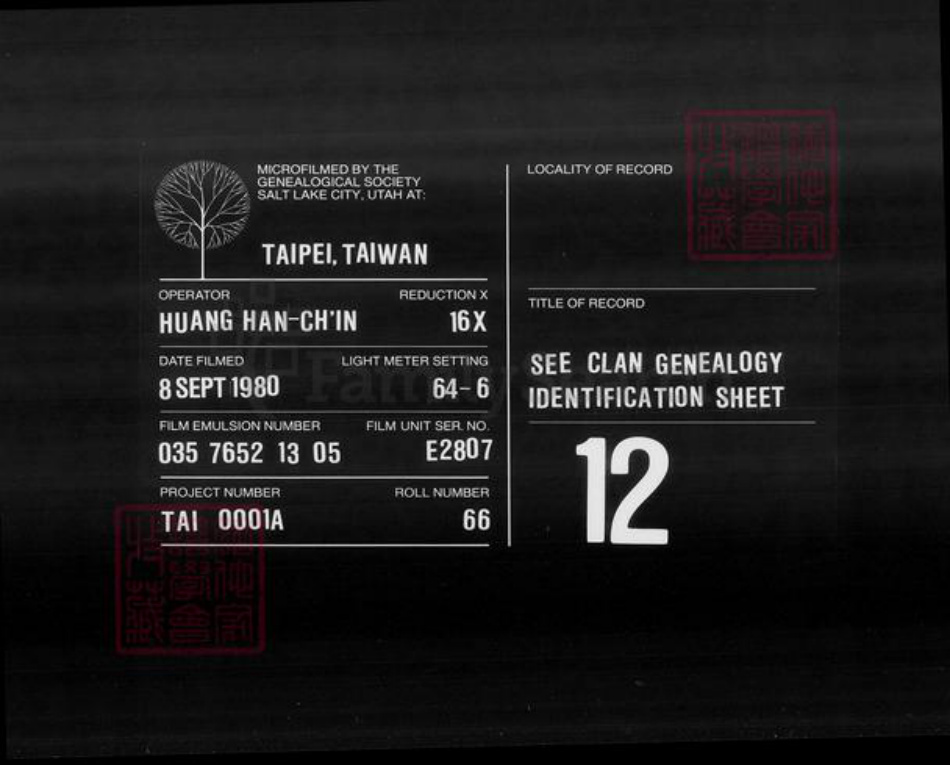 MICROFILMED BY THE
GENEALOGICAL SOCIETY
SALT LAKE CITY, UTAH AT:
TAIPEI, TAIWAN
OPERATOR REDUCTION X
HUANG HAN-CH'IN 16X
DATE FILMED LIGHT METER SETTING
8 SEPT 1980 64-6
FILM EMULSION NUMBER FILM UNIT SER. NO.
035 7652 13 05 E2807
PROJECT NUMBER ROLL NUMBER
TAI 0001A 66
LOCALITY OF RECORD
TITLE OF RECORD
SEE CLAN GENEALOGY
IDENTIFICATION SHEET
12